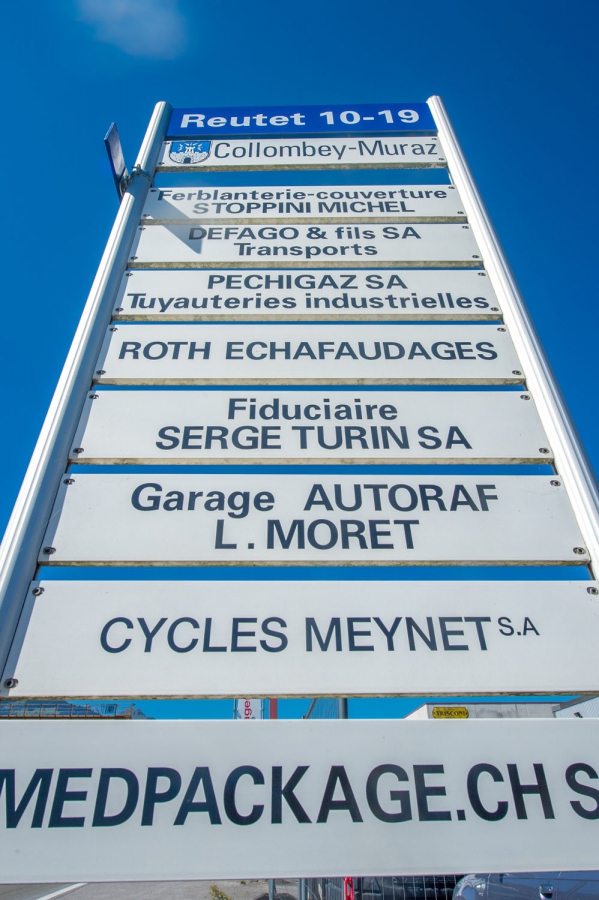 Reutet 10-19
Collombey-Muraz
Ferblanterie-couverture
STOPPINI MICHEL
DEFAGO & fils SA
Transports
PECHIGAZ SA
Tuyauteries industrielles
ROTH ECHAFAUDAGES
Fiduciaire
SERGE TURIN SA
Garage AUTORAF
L. MORET
CYCLES MEYNET S.A
MEDPACKAGE.CH S